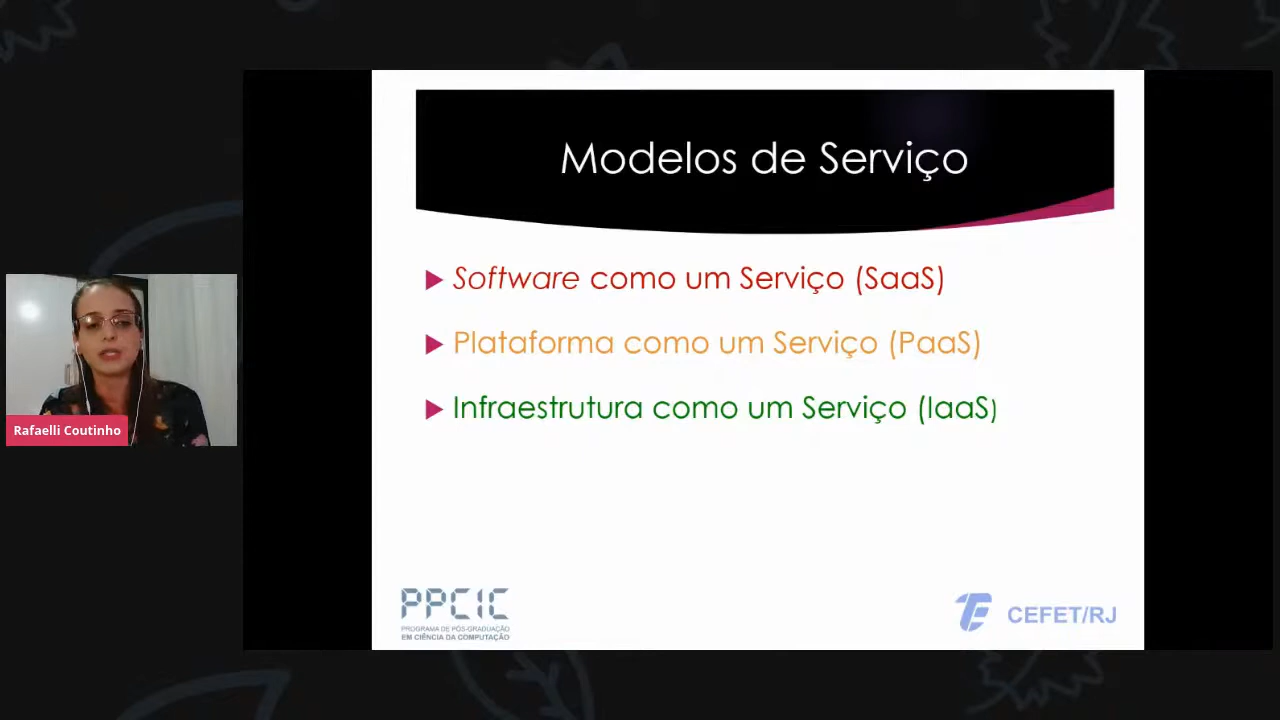 Modelos de Serviço
Software como um Serviço (SaaS)
Plataforma como um Serviço (PaaS)
Infraestrutura como um Serviço (IaaS)
Rafaelli Coutinho
PPCIC
PROGRAMA DE PÓS-GRADUAÇÃO
EM CIÊNCIA DA COMPUTAÇÃO
CEFET/RJ